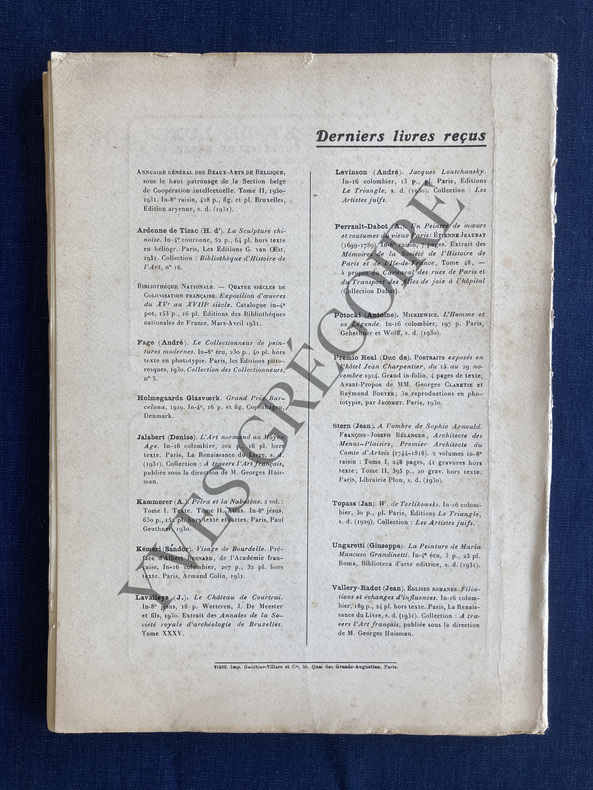 Derniers livres reçus
ANNUAIRE GÉNÉRAL DES BEAUX-ARTS DE BELGIQUE,
sous le haut patronage de la Section belge
de Coopération intellectuelle. Tome II, 1930-
1931. In-8° raisin, 428 p., fig. et pl. Bruxelles,
Édition aryenne, s. d. (1931).
Ardenne de Tizac (H. d'). La Sculpture chi-
noise. In-4° couronne, 52 p., 64 pl. hors texte
en héliogr. Paris, Les Editions G. van Œst,
1931. Collection : Bibliothèque d'Histoire de
l'Art, n° 16.
BIBLIOTHÈQUE NATIONALE. — QUATRE SIÈCLES DE
COLONISATION FRANÇAISE. Exposition d'œuvres
du XVe au XVIIIe siècle. Catalogue in-4°
pot, 153 p., 16 pl. Éditions des Bibliothèques
nationales de France. Mars-Avril 1931.
Fage (André). Le Collectionneur de pein-
tures modernes. In-8° écu, 230 p., 40 pl. hors
texte en phototypie. Paris, les Éditions pitto-
resques, 1930. Collection des Collectionneurs,
n° 5.
Holmegaards Glasvoerk. Grand Prix, Bar-
celona, 1929. In-4°, 16 p. et fig. Copenhague,
Denmark.
Jalabert (Denise). L'Art normand au Moyen
Age. In-16 colombier, 202 p., 16 pl. hors
texte. Paris, La Renaissance du Livre, s. d.
(1931). Collection : A travers l'Art français,
publiée sous la direction de M. Georges Huis-
man.
Kammerer (A.). Pétra et la Nabatène. 2 vol. :
Tome I. Texte. Tome II. Atlas. In-8° jésus,
630 p., 152 pl. hors texte et cartes. Paris, Paul
Geuthner, 1930.
Kémeri Sándor. Visage de Bourdelle. Pré-
face d'Albert BESNARD, de l'Académie fran-
çaise. In-16 colombier, 207 p., 32 pl. hors
texte. Paris, Armand Colin, 1931.
Lavalleye (J.). Le Château de Courtrai.
In-8° jésus, 18 p. Wetteren, J. De Meester
et fils, 1930. Extrait des Annales de la So-
ciété royale d'archéologie de Bruxelles.
Tome XXXV.
Levinson (André). Jacques Loutchansky.
In-16 colombier, 13 p., pl. Paris, Éditions
Le Triangle, s. d. (1930). Collection : Les
Artistes juifs.
Perrault-Dabot (A.). Un Peintre de mœurs
et coutumes du vieux Paris: ÉTIENNE JEAURAT
(1699-1789). In-8° raisin, 7 pages. Extrait des
Mémoires de la Société de l'Histoire de
Paris et de l'Ile-de-France, Tome 48, —
à propos du Carnaval des rues de Paris et
du Transport des filles de joie à l'hôpital
(Collection Dabot).
Potocki (Antoine). MICKIEWICZ. L'Homme et
sa Légende. In-16 colombier, 197 p. Paris,
Gebethner et Wolff, s. d. (1930).
Prémio Real (Duc de). PORTRAITS exposés en
l'hôtel Jean Charpentier, du 14 au 29 no-
vembre 1924. Grand in-folio, 4 pages de texte,
Avant-Propos de MM. Georges CLARETIE et
Raymond BOUYER; 30 reproductions en pho-
totypie, par JACOMET. Paris, 1930.
Stern (Jean). A l'ombre de Sophie Arnould.
FRANÇOIS-JOSEPH BÉLANGER, Architecte des
Menus-Plaisirs, Premier Architecte du
Comte d'Artois (1744-1818). 2 volumes in-8°
raisin : Tome I, 248 pages, 41 gravures hors
texte; Tome II, 395 p., 20 grav. hors texte.
Paris, Librairie Plon, s. d. (1930).
Topass (Jan). W. de Terlikowski. In-16 colom-
bier, 30 p., pl. Paris, Éditions Le Triangle,
s. d. (1929). Collection : Les Artistes juifs.
Ungaretti (Giuseppe). La Peinture de Maria
Mancuso Grandinetti. In-4° écu, 3 p., 23 pl.
Roma, Biblioteca d'arte editrice, s. d. (1931).
Vallery-Radot (Jean). ÉGLISES ROMANES. Filia-
tions et échanges d'influences. In-16 colom-
bier, 189 p., 24 pl. hors texte. Paris, La Renais-
sance du Livre, s. d. (1931). Collection : A tra-
vers l'Art français, publiée sous la direction
de M. Georges Huisman.
91503. Imp. Gauthier-Villars et Cie, 55, Quai des Grands-Augustins, Paris.
YVES GRÉGOIRE